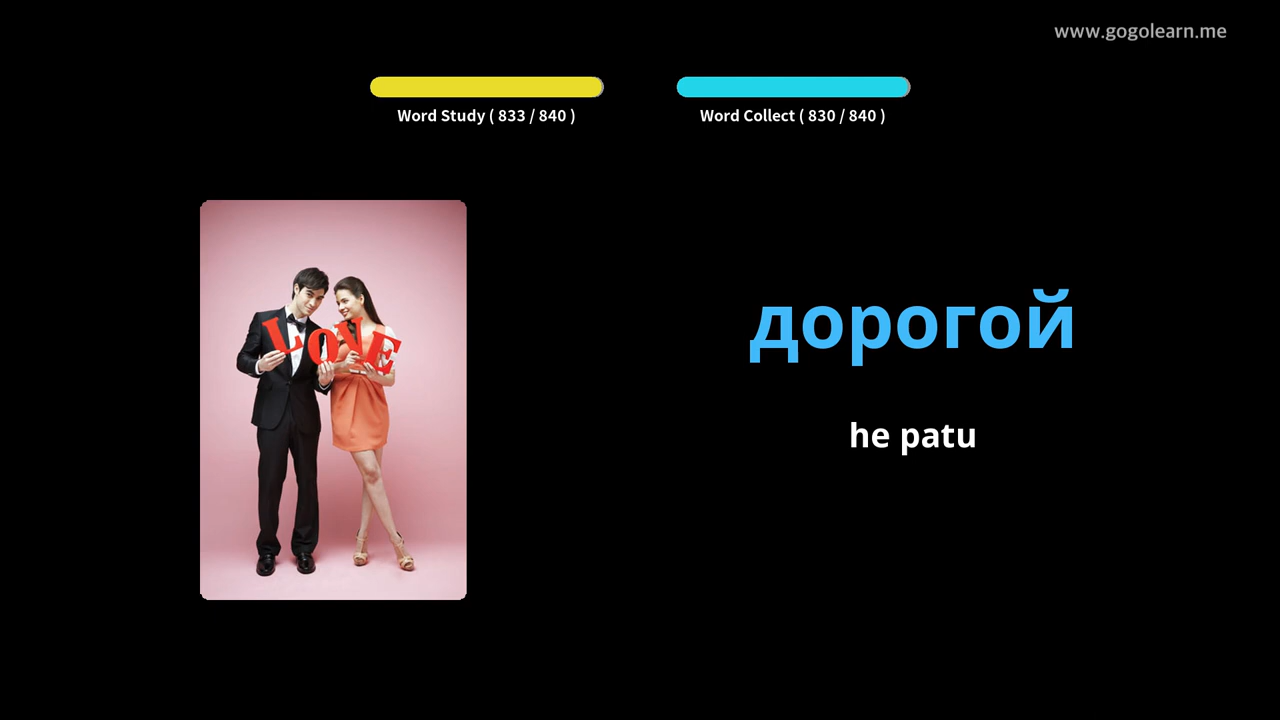 www.gogolearn.me
Word Study ( 833 / 840 )
Word Collect ( 830 / 840 )
LOVE
дорогой
he patu